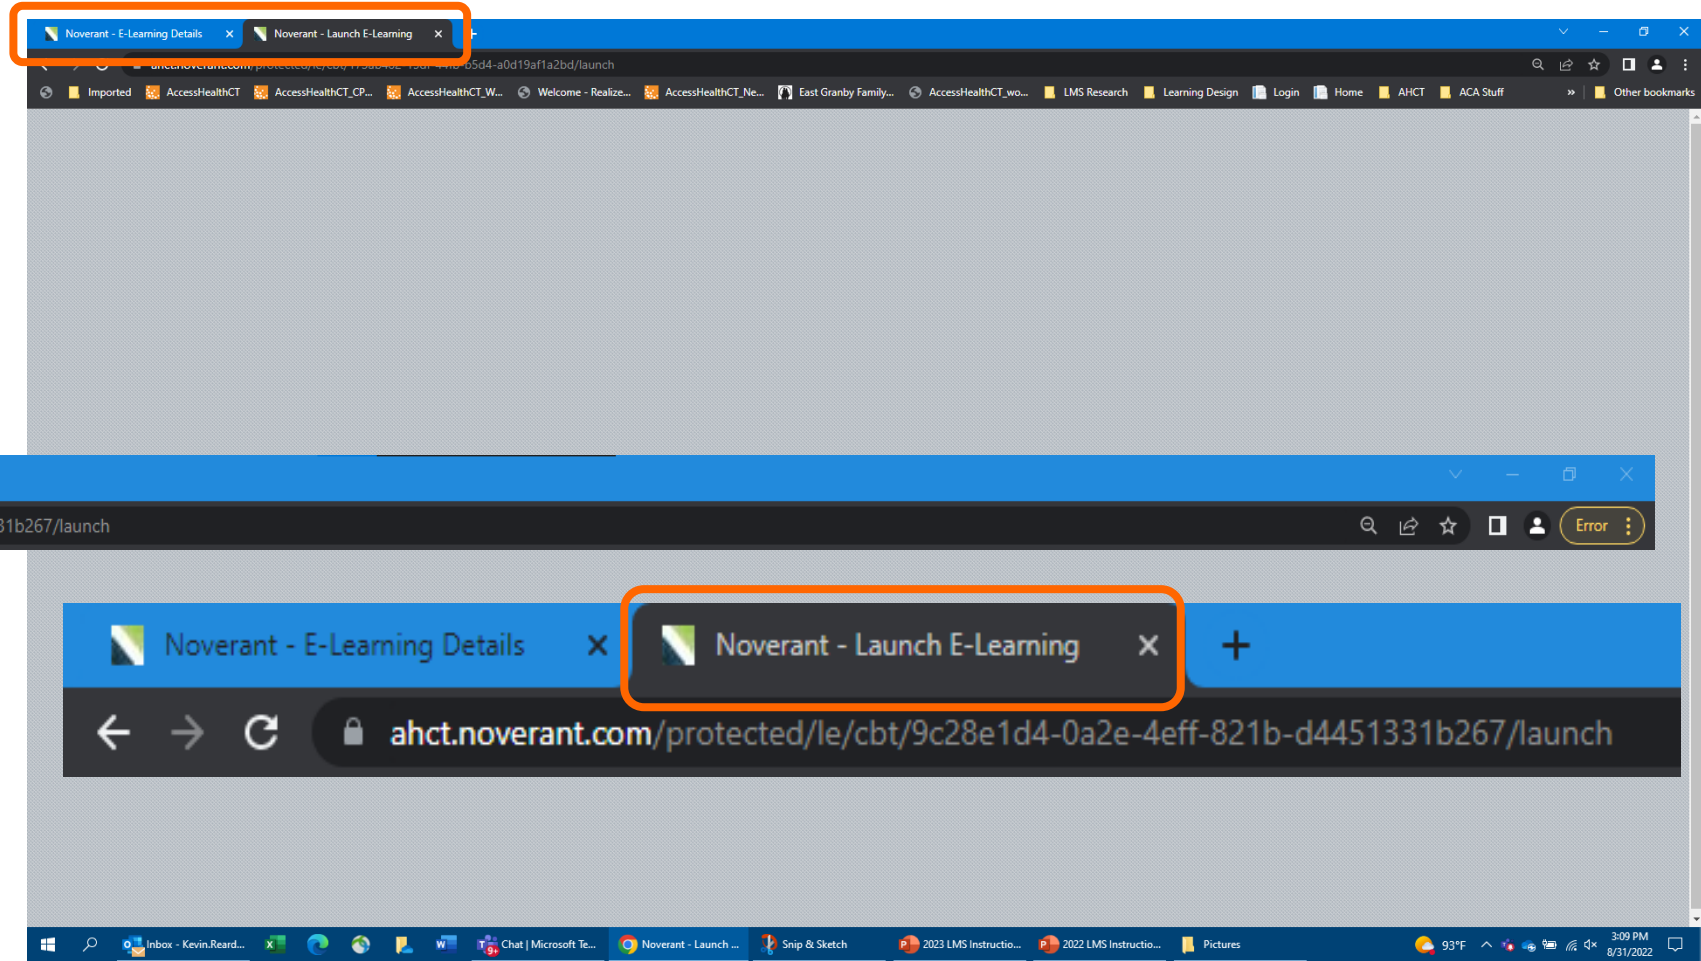 Noverant - E-Learning Details
Noverant - Launch E-Learning
b5d4-a0d19af1a2bd/launch
Imported AccessHealthCT AccessHealthCT_CP... AccessHealthCT_W... Welcome - Realize... AccessHealthCT_Ne... East Granby Family... AccessHealthCT_wo... LMS Research Learning Design Login Home AHCT ACA Stuff » Other bookmarks
31b267/launch Error
Noverant - E-Learning Details Noverant - Launch E-Learning
ahct.noverant.com/protected/le/cbt/9c28e1d4-0a2e-4eff-821b-d4451331b267/launch
Inbox - Kevin.Reard... 9+ Chat | Microsoft Te... Noverant - Launch ... Snip & Sketch 2023 LMS Instructio... 2022 LMS Instructio... Pictures 93°F
3:09 PM
8/31/2022